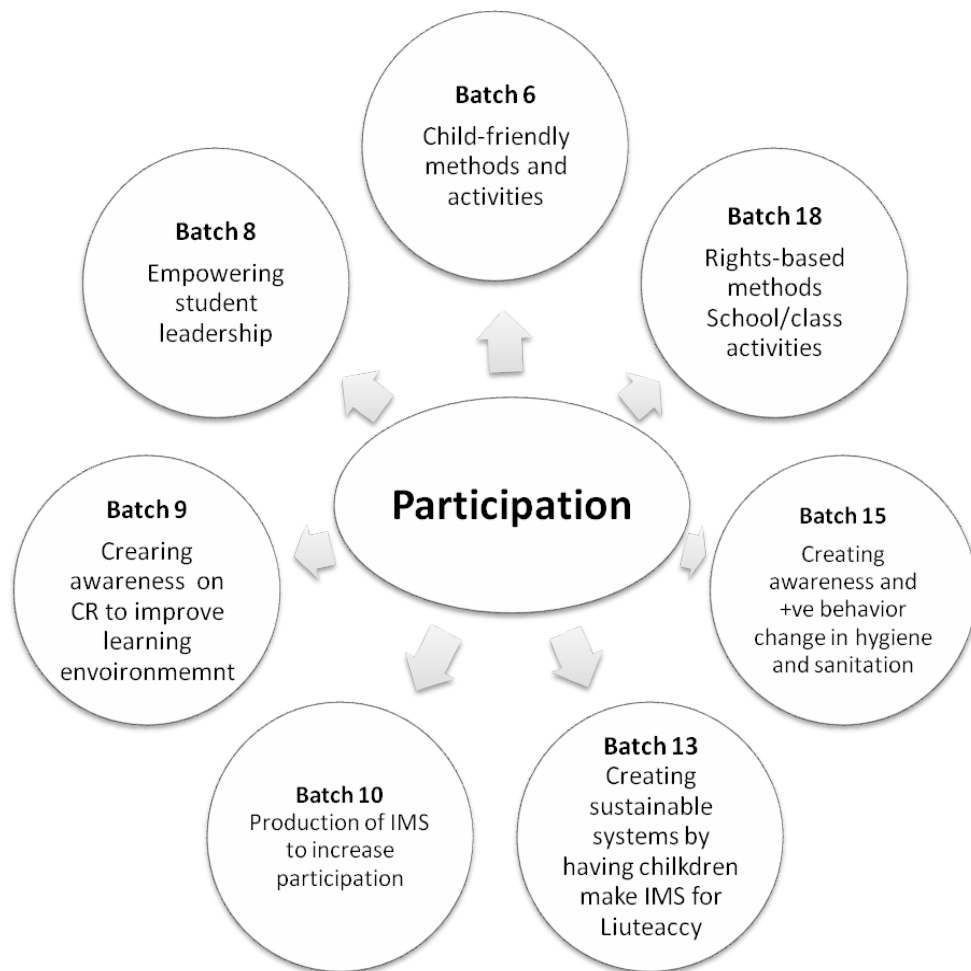 Batch 6
Child-friendly
methods and
activities
Batch 8
Empowering
student
leadership
Batch 18
Rights-based
methods
School/class
activities
Participation
Batch 9
Crearing
awareness on
CR to improve
learning
envoironmemnt
Batch 15
Creating
awareness and
+ve behavior
change in hygiene
and sanitation
Batch 10
Production of IMS
to increase
participation
Batch 13
Creating
sustainable
systems by
having chilkdren
make IMS for
Liuteaccy